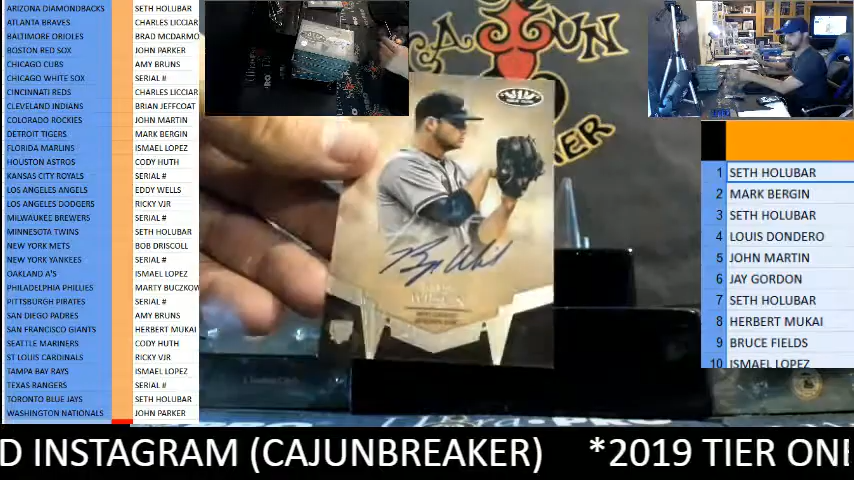 ARIZONA DIAMONDBACKS SETH HOLUBAR
ATLANTA BRAVES CHARLES LICCIAR
BALTIMORE ORIOLES BRAD MCDARMO
BOSTON RED SOX JOHN PARKER
CHICAGO CUBS AMY BRUNS
CHICAGO WHITE SOX SERIAL #
CINCINNATI REDS CHARLES LICCIAR
CLEVELAND INDIANS BRIAN JEFFCOAT
COLORADO ROCKIES JOHN MARTIN
DETROIT TIGERS MARK BERGIN
FLORIDA MARLINS ISMAEL LOPEZ
HOUSTON ASTROS CODY HUTH
KANSAS CITY ROYALS SERIAL #
LOS ANGELES ANGELS EDDY WELLS
LOS ANGELES DODGERS RICKY VJR
MILWAUKEE BREWERS SERIAL #
MINNESOTA TWINS SETH HOLUBAR
NEW YORK METS BOB DRISCOLL
NEW YORK YANKEES SERIAL #
OAKLAND A'S ISMAEL LOPEZ
PHILADELPHIA PHILLIES MARTY BUCZKOW
PITTSBURGH PIRATES SERIAL #
SAN DIEGO PADRES AMY BRUNS
SAN FRANCISCO GIANTS HERBERT MUKAI
SEATTLE MARINERS CODY HUTH
ST LOUIS CARDINALS RICKY VJR
TAMPA BAY RAYS ISMAEL LOPEZ
TEXAS RANGERS SERIAL #
TORONTO BLUE JAYS SETH HOLUBAR
WASHINGTON NATIONALS JOHN PARKER
1 SETH HOLUBAR
2 MARK BERGIN
3 SETH HOLUBAR
4 LOUIS DONDERO
5 JOHN MARTIN
6 JAY GORDON
7 SETH HOLUBAR
8 HERBERT MUKAI
9 BRUCE FIELDS
10 ISMAEL LOPEZ
D INSTAGRAM (CAJUNBREAKER) *2019 TIER ONE